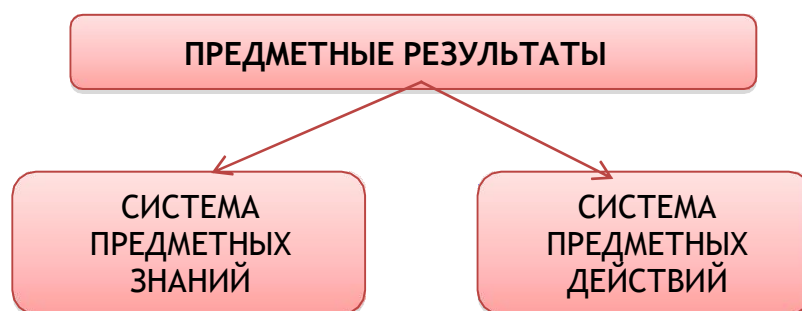 ПРЕДМЕТНЫЕ РЕЗУЛЬТАТЫ
СИСТЕМА
ПРЕДМЕТНЫХ
ЗНАНИЙ
СИСТЕМА
ПРЕДМЕТНЫХ
ДЕЙСТВИЙ